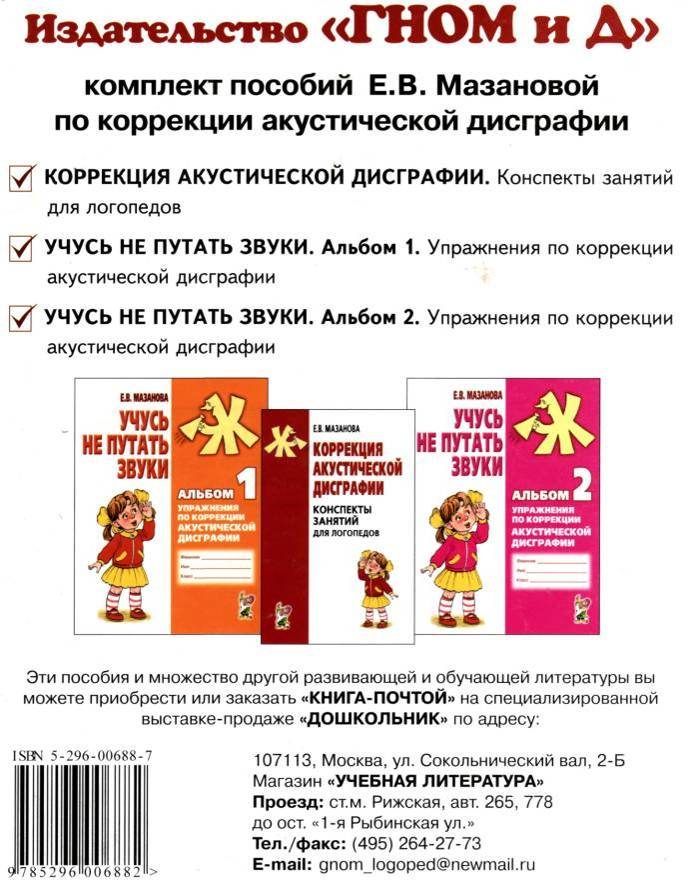 Издательство «ГНОМ и Д»
комплект пособий Е.В. Мазановой
по коррекции акустической дисграфии
КОРРЕКЦИЯ АКУСТИЧЕСКОЙ ДИСГРАФИИ. Конспекты занятий
для логопедов
УЧУСЬ НЕ ПУТАТЬ ЗВУКИ. Альбом 1. Упражнения по коррекции
акустической дисграфии
УЧУСЬ НЕ ПУТАТЬ ЗВУКИ. Альбом 2. Упражнения по коррекции
акустической дисграфии
Е.В. МАЗАНОВА
УЧУСЬ
НЕ ПУТАТЬ
ЗВУКИ
Ж
АЛЬБОМ 1
УПРАЖНЕНИЯ
ПО КОРРЕКЦИИ
АКУСТИЧЕСКОЙ
ДИСГРАФИИ
Фамилия
Имя
Класс
Ж
Е.В. МАЗАНОВА
КОРРЕКЦИЯ
АКУСТИЧЕСКОЙ
ДИСГРАФИИ
КОНСПЕКТЫ
ЗАНЯТИЙ
ДЛЯ ЛОГОПЕДОВ
Е.В. МАЗАНОВА
УЧУСЬ
НЕ ПУТАТЬ
ЗВУКИ
Ж
АЛЬБОМ 2
УПРАЖНЕНИЯ
ПО КОРРЕКЦИИ
АКУСТИЧЕСКОЙ
ДИСГРАФИИ
Фамилия
Имя
Класс
Эти пособия и множество другой развивающей и обучающей литературы вы
можете приобрести или заказать «КНИГА-ПОЧТОЙ» на специализированной
выставке-продаже «ДОШКОЛЬНИК» по адресу:
ISBN 5-296-00688-7
9 785296 006882 >
107113, Москва, ул. Сокольнический вал, 2-Б
Магазин «УЧЕБНАЯ ЛИТЕРАТУРА»
Проезд: ст.м. Рижская, авт. 265, 778
до ост. «1-я Рыбинская ул.»
Тел./факс: (495) 264-27-73
E-mail: gnom_logoped@newmail.ru